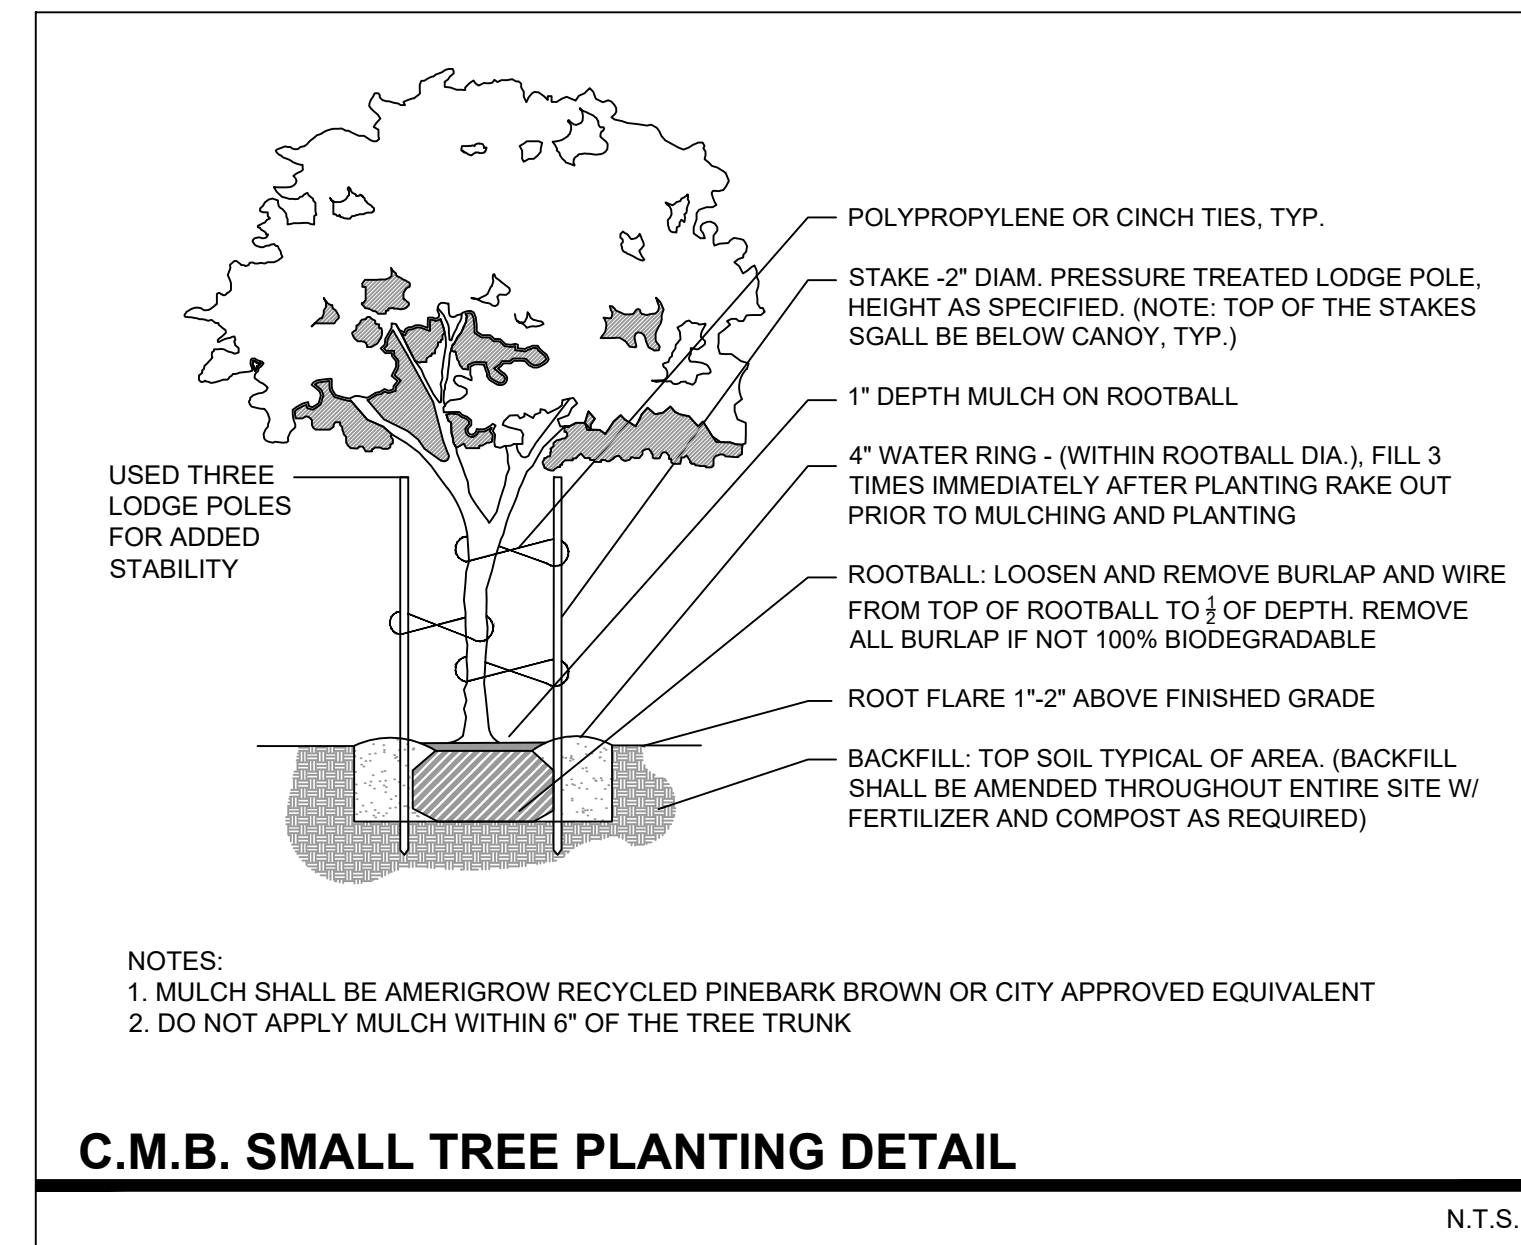 POLYPROPYLENE OR CINCH TIES, TYP.
STAKE -2" DIAM. PRESSURE TREATED LODGE POLE,
HEIGHT AS SPECIFIED. (NOTE: TOP OF THE STAKES
SGALL BE BELOW CANOY, TYP.)
1" DEPTH MULCH ON ROOTBALL
4" WATER RING - (WITHIN ROOTBALL DIA.), FILL 3
TIMES IMMEDIATELY AFTER PLANTING RAKE OUT
PRIOR TO MULCHING AND PLANTING
ROOTBALL: LOOSEN AND REMOVE BURLAP AND WIRE
FROM TOP OF ROOTBALL TO ½ OF DEPTH. REMOVE
ALL BURLAP IF NOT 100% BIODEGRADABLE
ROOT FLARE 1"-2" ABOVE FINISHED GRADE
BACKFILL: TOP SOIL TYPICAL OF AREA. (BACKFILL
SHALL BE AMENDED THROUGHOUT ENTIRE SITE W/
FERTILIZER AND COMPOST AS REQUIRED)
USED THREE
LODGE POLES
FOR ADDED
STABILITY
NOTES:
1. MULCH SHALL BE AMERIGROW RECYCLED PINEBARK BROWN OR CITY APPROVED EQUIVALENT
2. DO NOT APPLY MULCH WITHIN 6" OF THE TREE TRUNK
C.M.B. SMALL TREE PLANTING DETAIL
N.T.S.